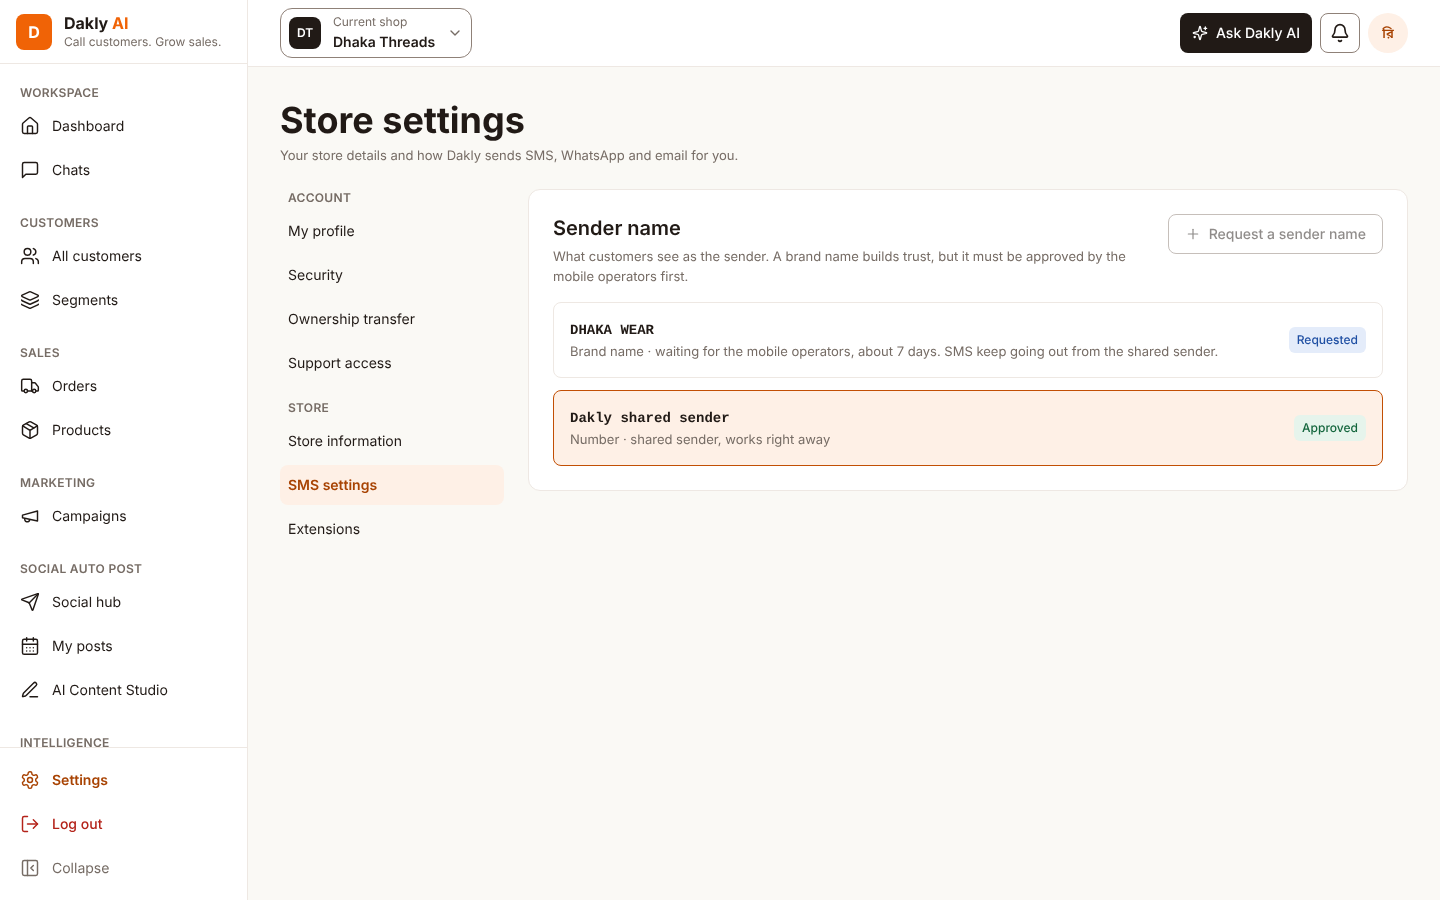 D
Dakly AI
Call customers. Grow sales.
WORKSPACE
Dashboard
Chats
CUSTOMERS
All customers
Segments
SALES
Orders
Products
MARKETING
Campaigns
SOCIAL AUTO POST
Social hub
My posts
AI Content Studio
INTELLIGENCE
Settings
Log out
Collapse
DT
Current shop
Dhaka Threads
Ask Dakly AI
রি
Store settings
Your store details and how Dakly sends SMS, WhatsApp and email for you.
ACCOUNT
My profile
Security
Ownership transfer
Support access
STORE
Store information
SMS settings
Extensions
Sender name
What customers see as the sender. A brand name builds trust, but it must be approved by the
mobile operators first.
Request a sender name
DHAKA WEAR
Brand name · waiting for the mobile operators, about 7 days. SMS keep going out from the shared sender.
Requested
Dakly shared sender
Number · shared sender, works right away
Approved